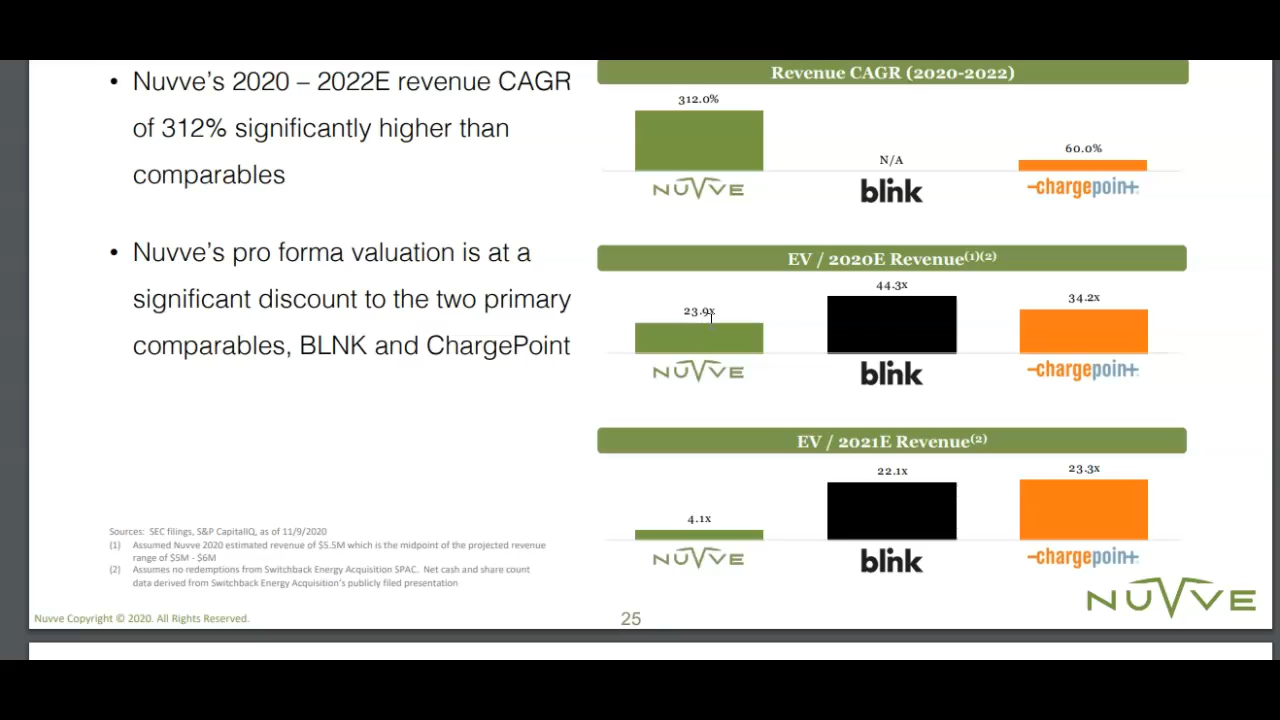 • Nuvve's 2020 – 2022E revenue CAGR
of 312% significantly higher than
comparables
• Nuvve's pro forma valuation is at a
significant discount to the two primary
comparables, BLNK and ChargePoint
Revenue CAGR (2020-2022)
312.0%
N/A
60.0%
NUVVE
blink
-chargepoin+.
EV / 2020E Revenue(1)(2)
23.9x
44.3x
34.2x
NUVVE
blink
-chargepoin+.
EV / 2021E Revenue(2)
4.1x
22.1x
23.3x
NUVVE
blink
-chargepoin+.
Sources: SEC filings, S&P CapitalIQ, as of 11/9/2020
(1) Assumed Nuvve 2020 estimated revenue of $5.5M which is the midpoint of the projected revenue
range of $5M - $6M
(2) Assumes no redemptions from Switchback Energy Acquisition SPAC. Net cash and share count
data derived from Switchback Energy Acquisition's publicly filed presentation
Nuvve Copyright © 2020. All Rights Reserved.
25
NUVVE